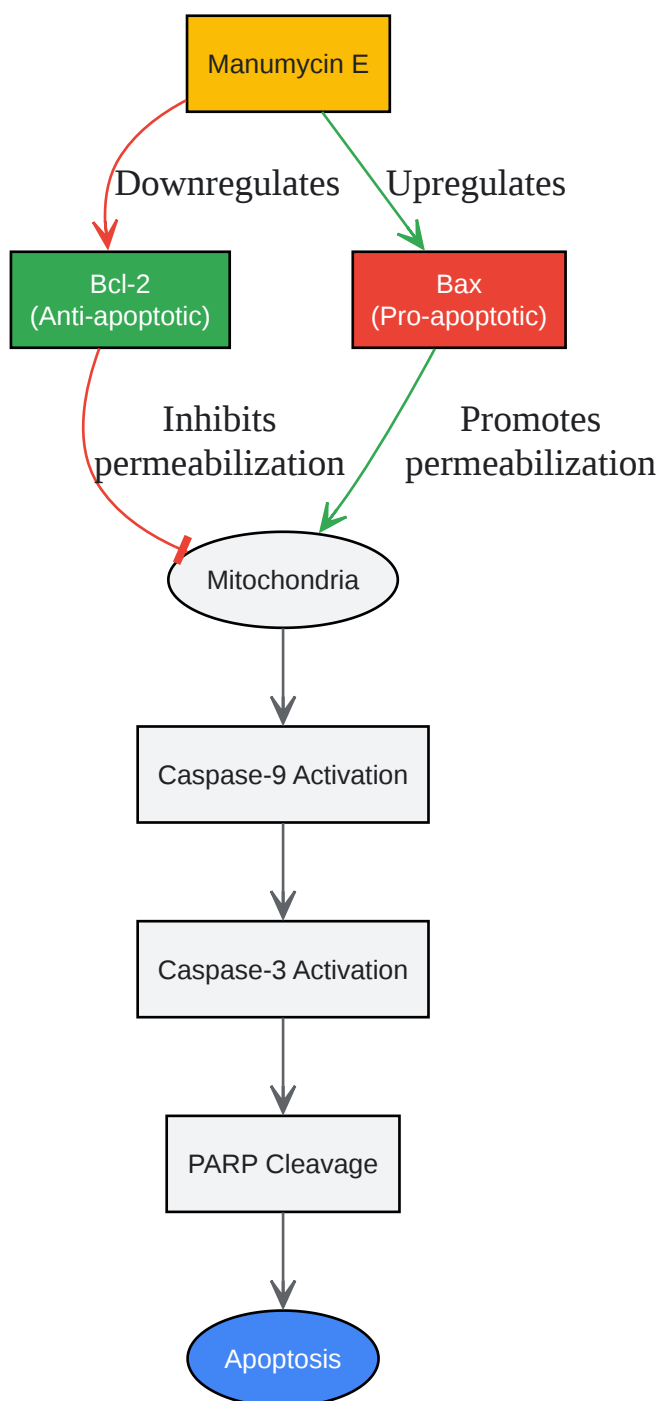 Manumycin E
Downregulates
Upregulates
Bcl-2
(Anti-apoptotic)
Bax
(Pro-apoptotic)
Inhibits
permeabilization
Promotes
permeabilization
Mitochondria
Caspase-9 Activation
Caspase-3 Activation
PARP Cleavage
Apoptosis